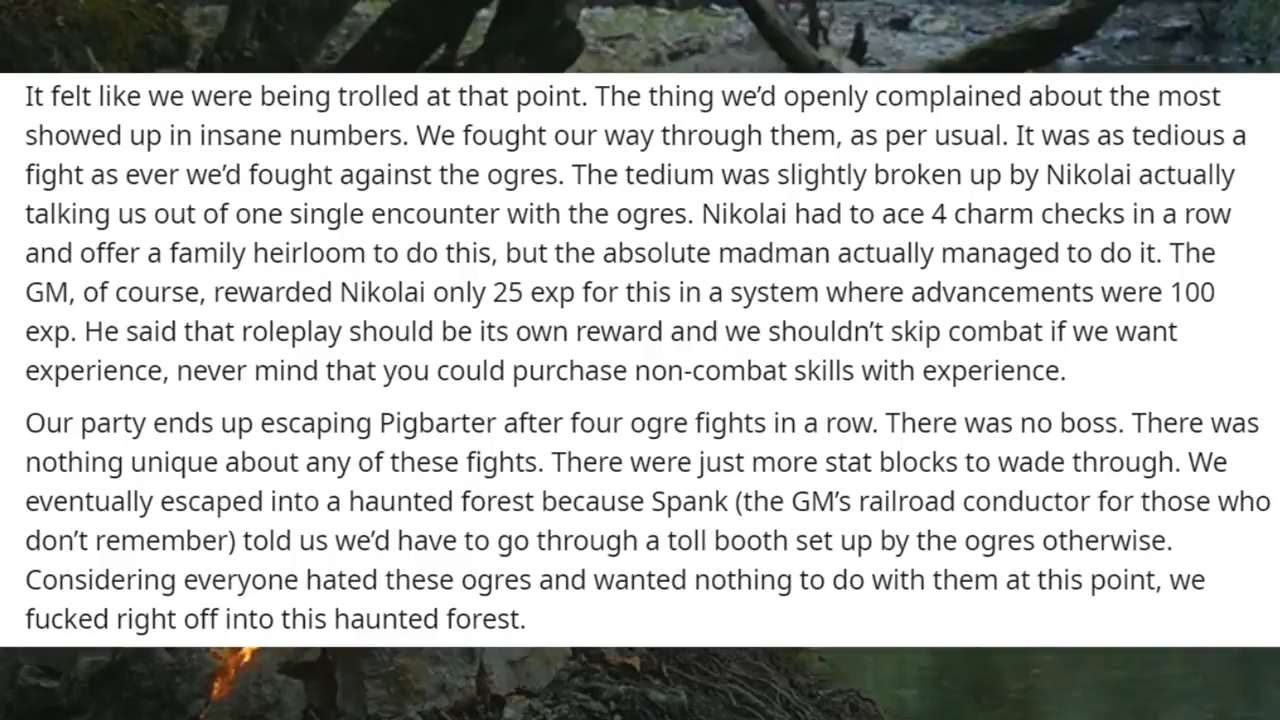 It felt like we were being trolled at that point. The thing we’d openly complained about the most
showed up in insane numbers. We fought our way through them, as per usual. It was as tedious a
fight as ever we’d fought against the ogres. The tedium was slightly broken up by Nikolai actually
talking us out of one single encounter with the ogres. Nikolai had to ace 4 charm checks in a row
and offer a family heirloom to do this, but the absolute madman actually managed to do it. The
GM, of course, rewarded Nikolai only 25 exp for this in a system where advancements were 100
exp. He said that roleplay should be its own reward and we shouldn’t skip combat if we want
experience, never mind that you could purchase non-combat skills with experience.
Our party ends up escaping Pigbarter after four ogre fights in a row. There was no boss. There was
nothing unique about any of these fights. There were just more stat blocks to wade through. We
eventually escaped into a haunted forest because Spank (the GM’s railroad conductor for those who
don’t remember) told us we’d have to go through a toll booth set up by the ogres otherwise.
Considering everyone hated these ogres and wanted nothing to do with them at this point, we
fucked right off into this haunted forest.